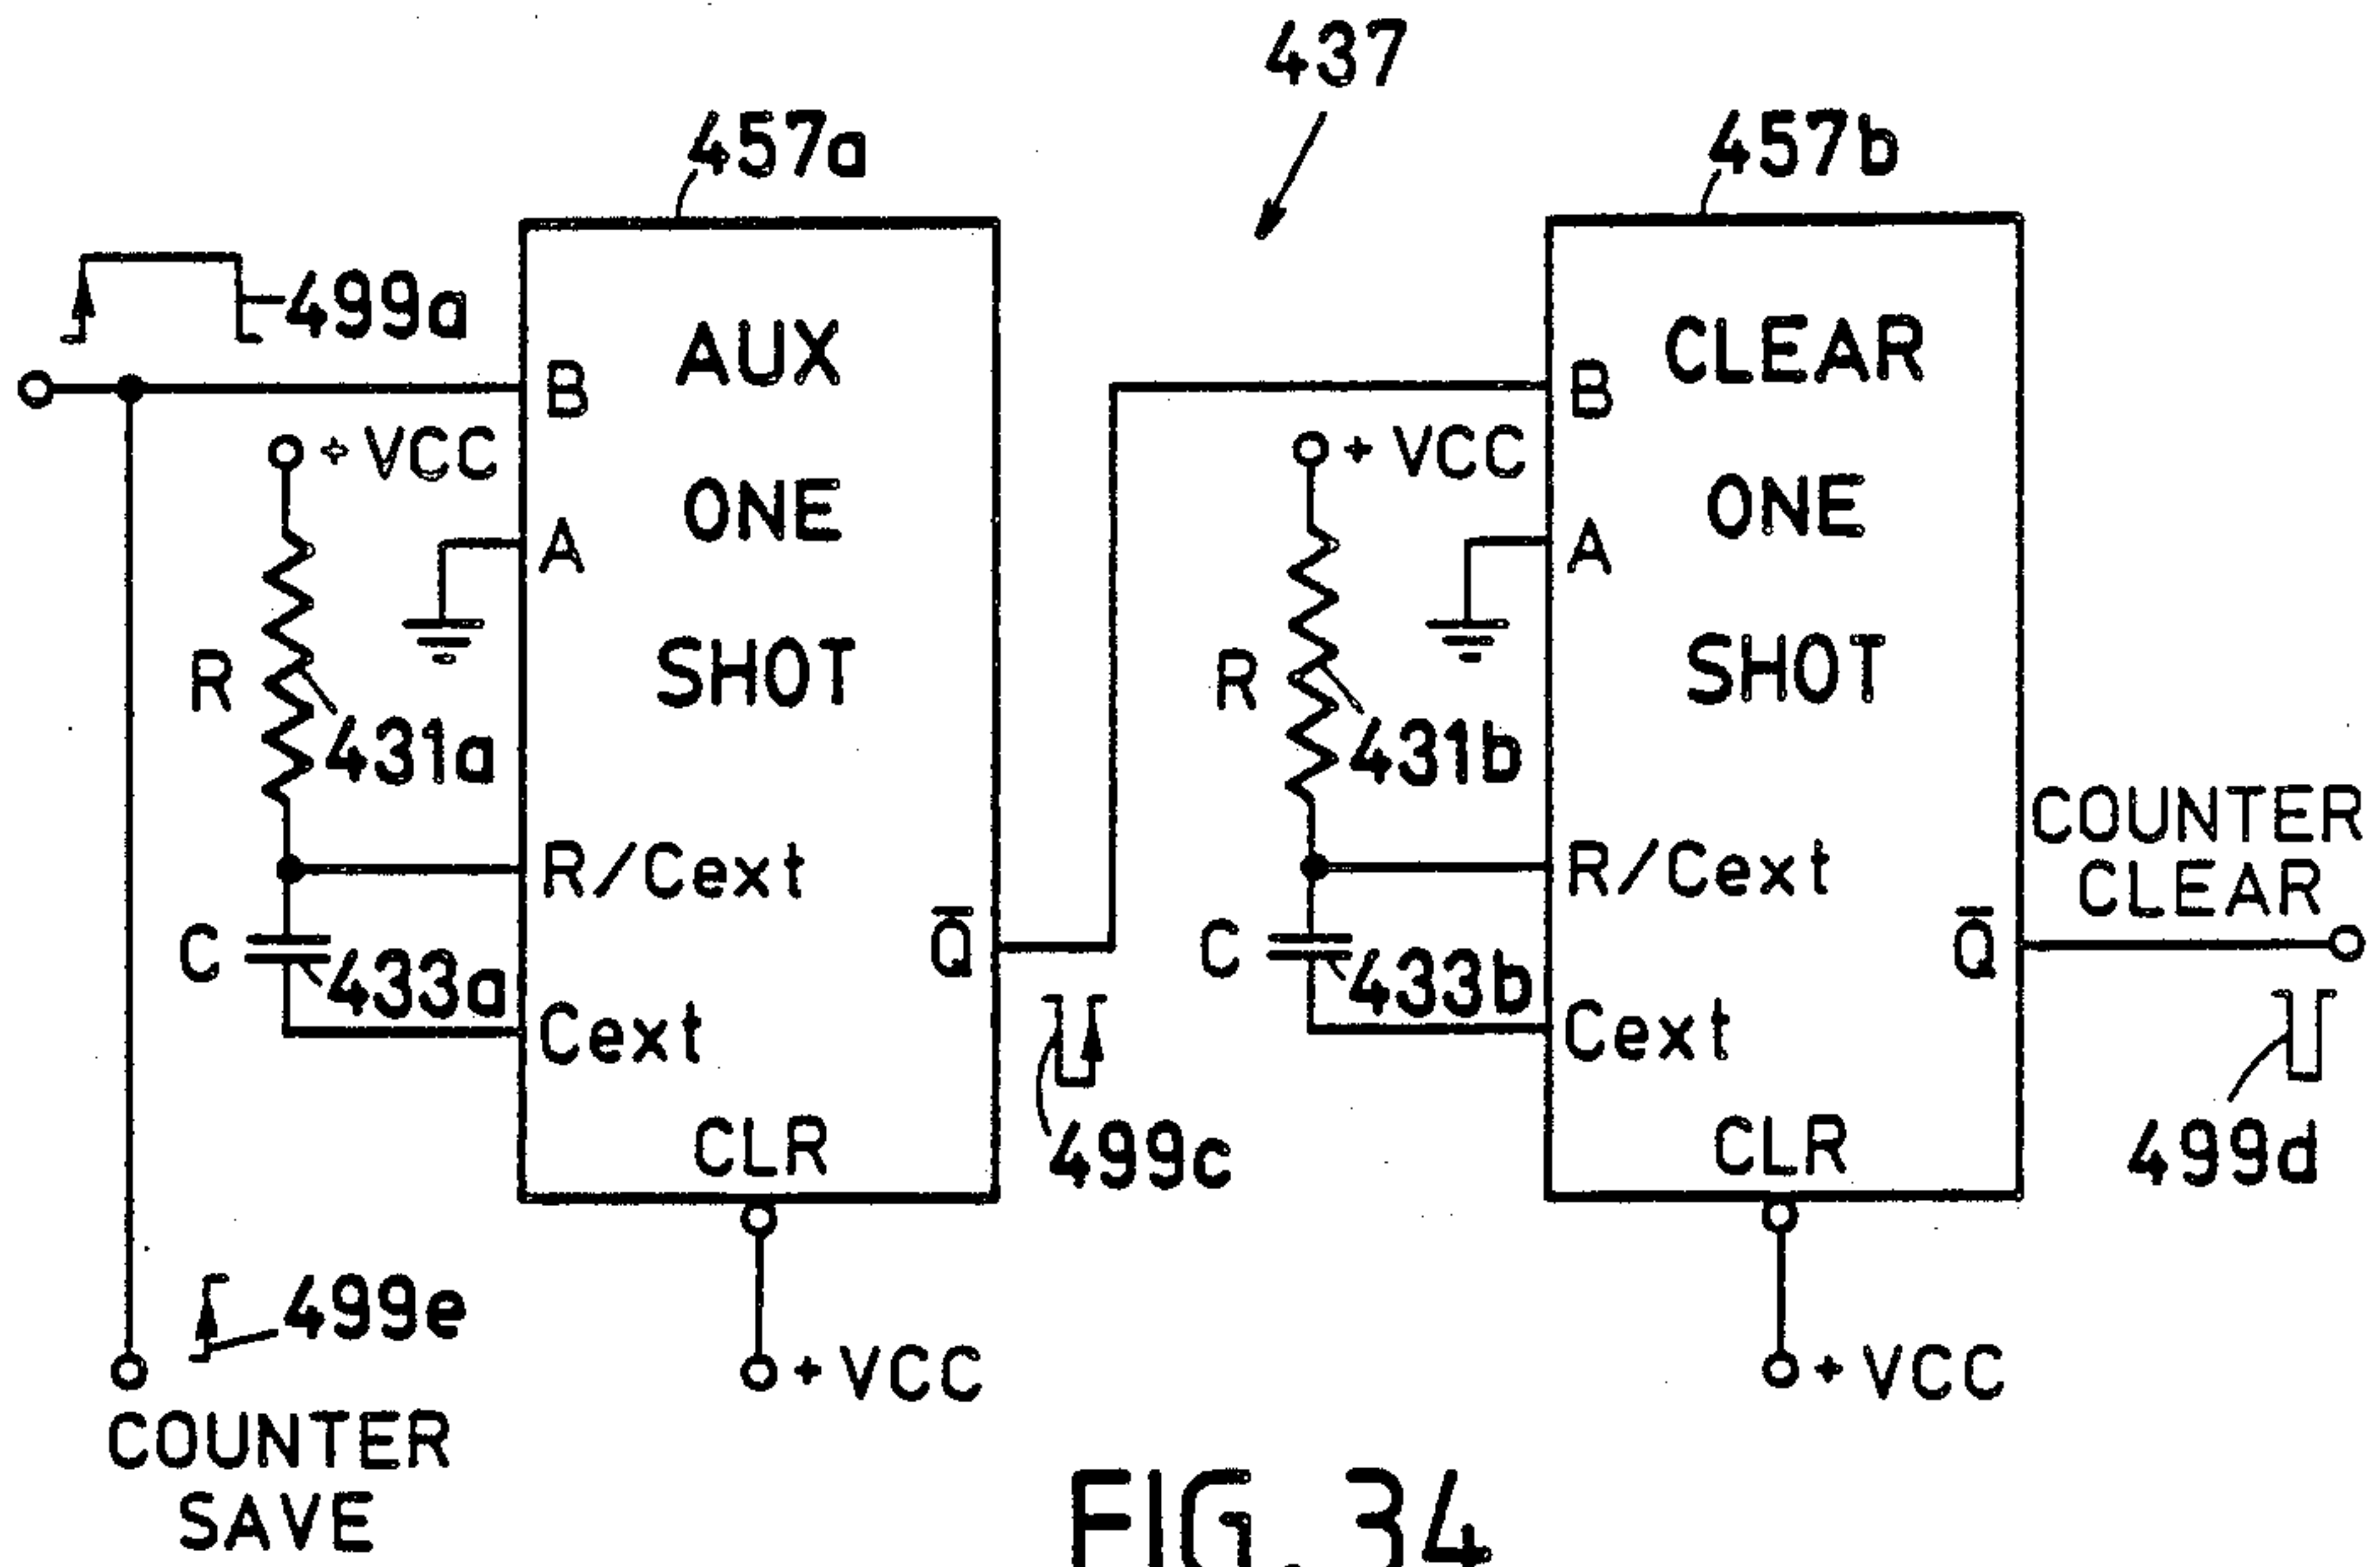 437
457a
457b
499a
AUX
ONE
SHOT
B
+ VCC
A
R
431a
R/Cext
C
433a
Cext
Q̅
CLR
+ VCC
499c
499e
COUNTER
SAVE
CLEAR
ONE
SHOT
B
+ VCC
A
R
431b
R/Cext
C
433b
Cext
Q̅
CLR
+ VCC
COUNTER
CLEAR
499d
FIG. 34